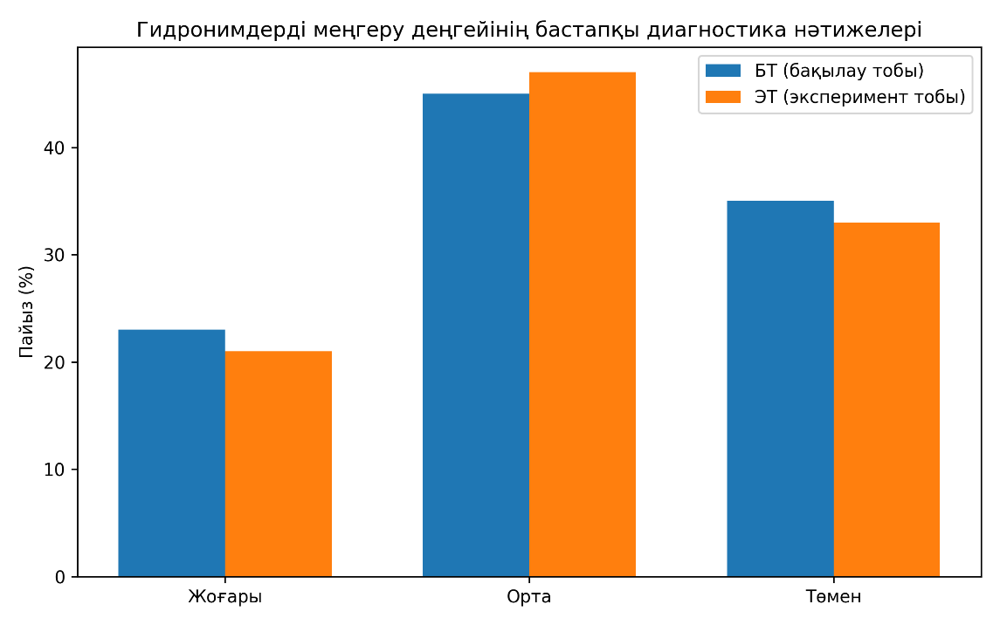 Гидронимдерді меңгеру деңгейінің бастапқы диагностика нәтижелері
БТ (бақылау тобы)
ЭТ (эксперимент тобы)
Пайыз (%)
40
30
20
10
0
Жоғары
Орта
Төмен